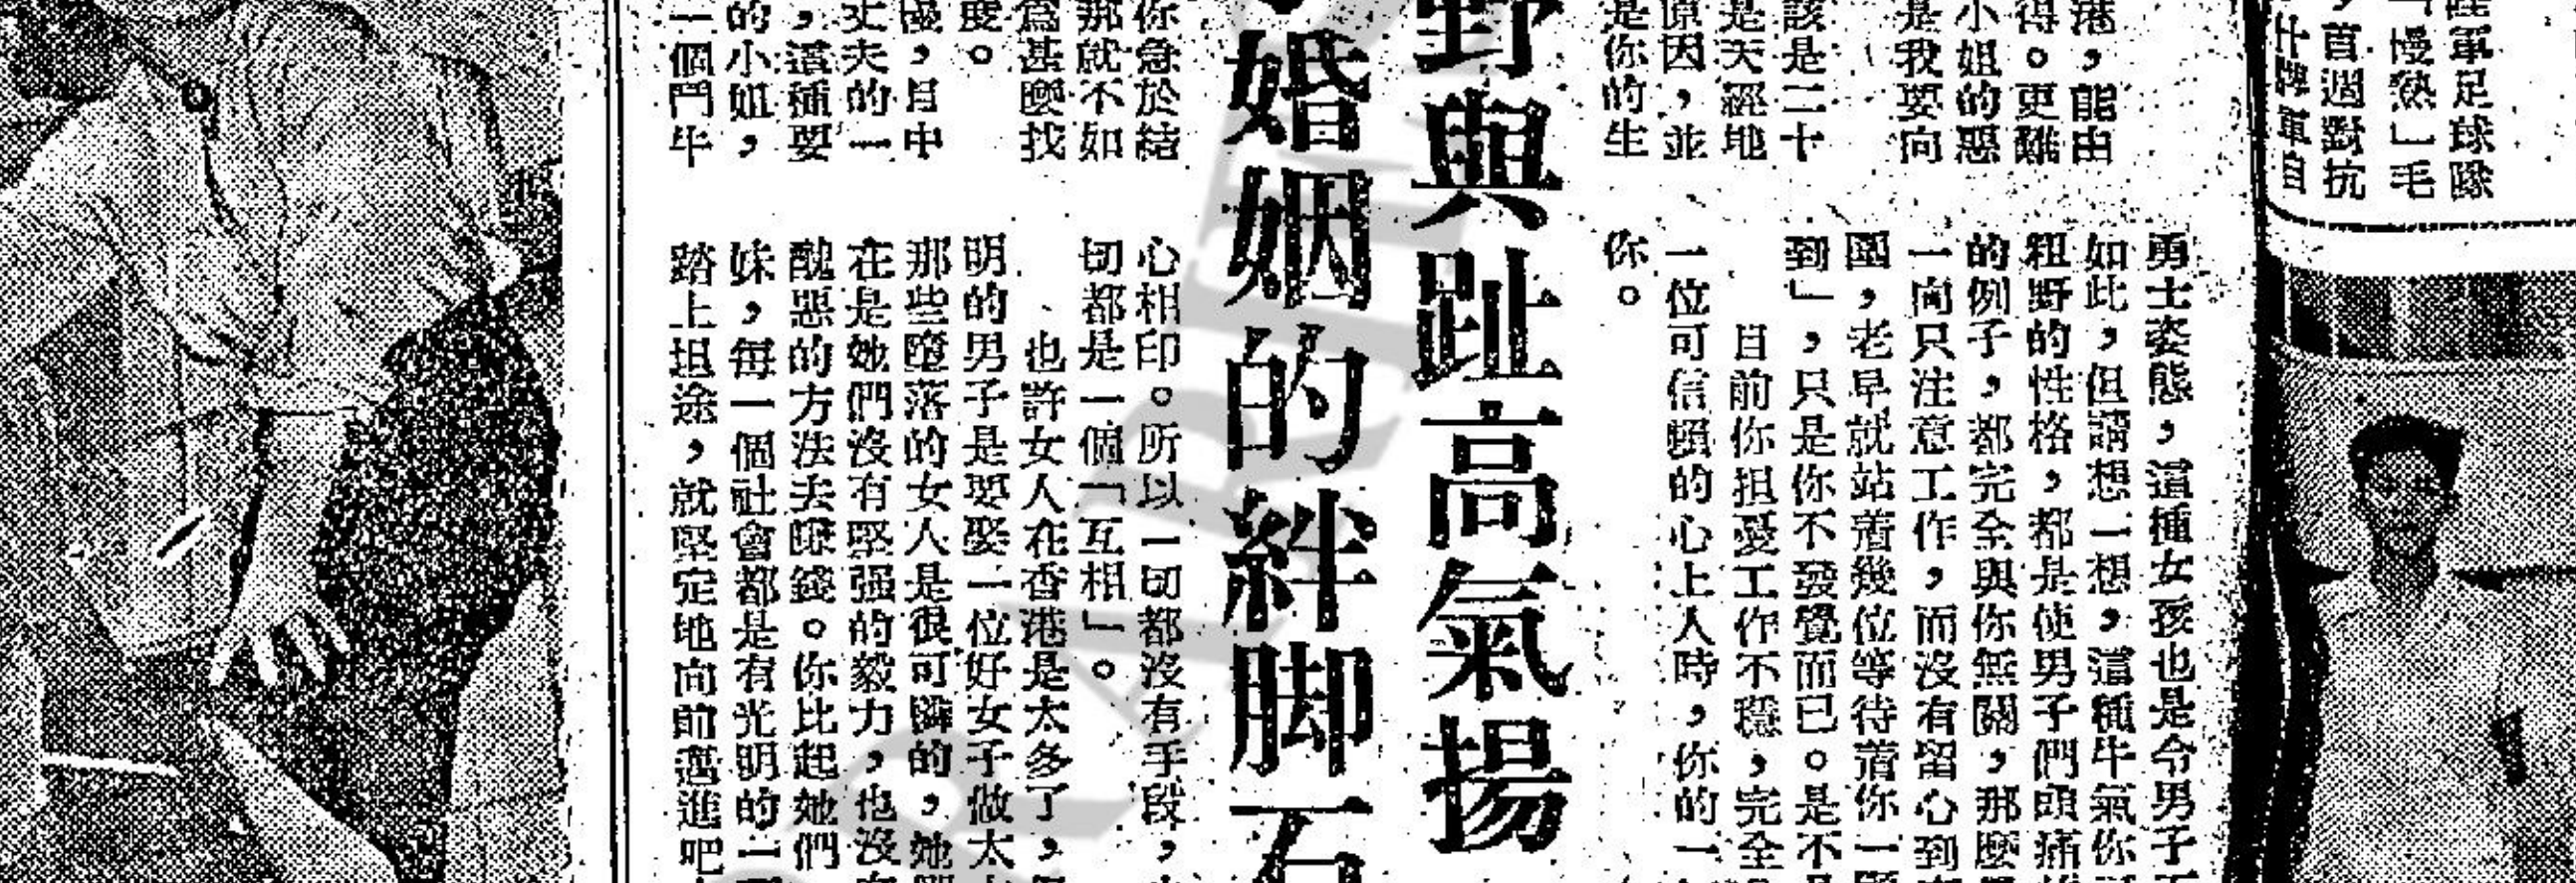 陸軍足球隊
「慢熱」毛
，首週對抗
什牌軍自
港，能由
得。更難
小姐的惡
是我要向
該是二十
是天經地
原因，並
是你的生
勇士姿態，這種女孩也是令男子
如此，但請想一想，這種牛氣你
粗野的性格，都是使男子們頭痛
的例子，都完全與你無關，那麼
一向只注意工作，而沒有留心到
圍，老早就站着幾位等待着你一
到」，只是你不發覺而已。是不
目前你担憂工作不穩，完全
一位可信賴的心上人時，你的一
你。
野與趾高氣揚
婚姻的絆脚石
你急於結
那就不如
爲甚麼找
度。
，目中
丈夫的一
，這種要
的小姐，
一個鬥牛
心相印。所以一切都沒有手段，
切都是一個「互相」。
也許女人在香港是太多了，
明的男子是要娶一位好女子做太
那些墮落的女人是很可憐的，她
在是她們沒有堅强的毅力，也沒
醜惡的方法去賺錢。你比起她們
妹，每一個社會都是有光明的一
踏上坦途，就堅定地向前邁進吧